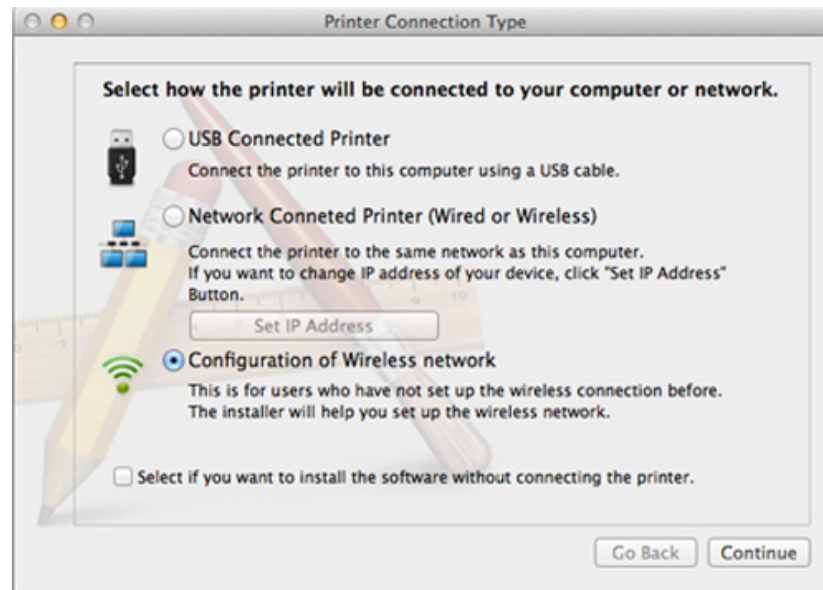 Printer Connection Type
Select how the printer will be connected to your computer or network.
USB Connected Printer
Connect the printer to this computer using a USB cable.
Network Conneted Printer (Wired or Wireless)
Connect the printer to the same network as this computer.
If you want to change IP address of your device, click "Set IP Address"
Button.
Set IP Address
Configuration of Wireless network
This is for users who have not set up the wireless connection before.
The installer will help you set up the wireless network.
Select if you want to install the software without connecting the printer.
Go Back Continue